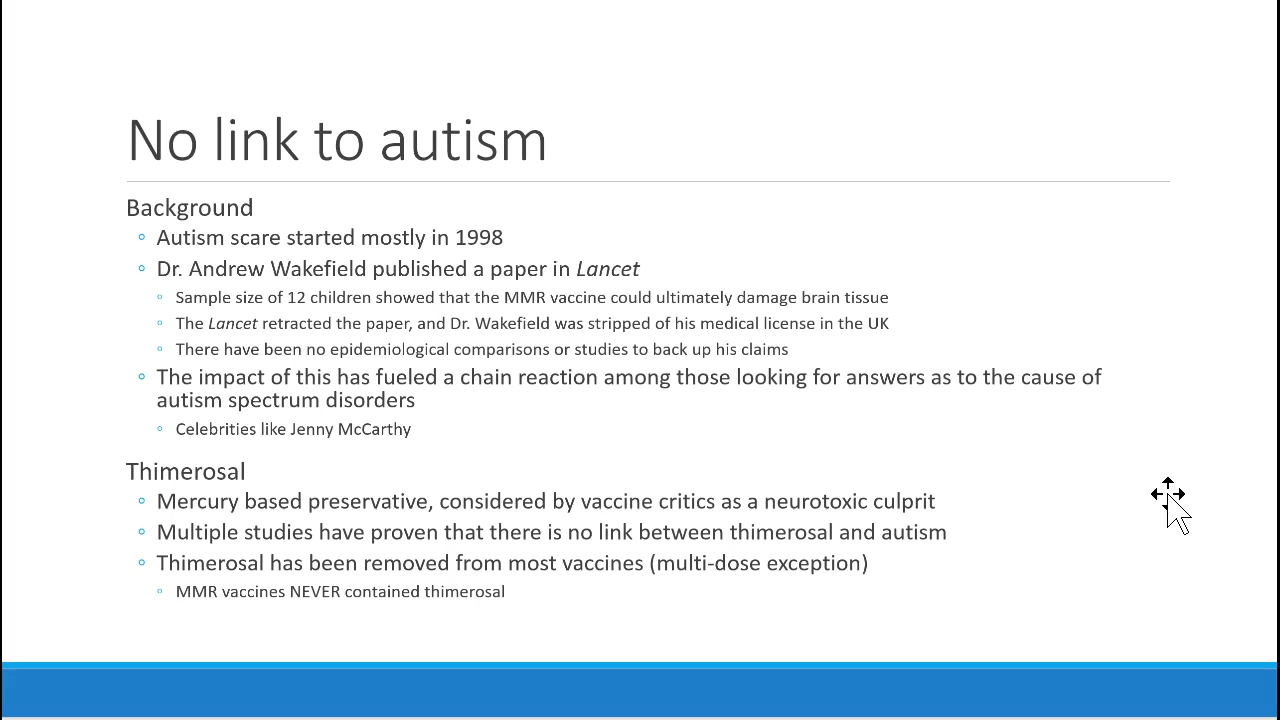 No link to autism
Background
◦ Autism scare started mostly in 1998
◦ Dr. Andrew Wakefield published a paper in Lancet
◦ Sample size of 12 children showed that the MMR vaccine could ultimately damage brain tissue
◦ The Lancet retracted the paper, and Dr. Wakefield was stripped of his medical license in the UK
◦ There have been no epidemiological comparisons or studies to back up his claims
◦ The impact of this has fueled a chain reaction among those looking for answers as to the cause of
autism spectrum disorders
◦ Celebrities like Jenny McCarthy
Thimerosal
◦ Mercury based preservative, considered by vaccine critics as a neurotoxic culprit
◦ Multiple studies have proven that there is no link between thimerosal and autism
◦ Thimerosal has been removed from most vaccines (multi-dose exception)
◦ MMR vaccines NEVER contained thimerosal